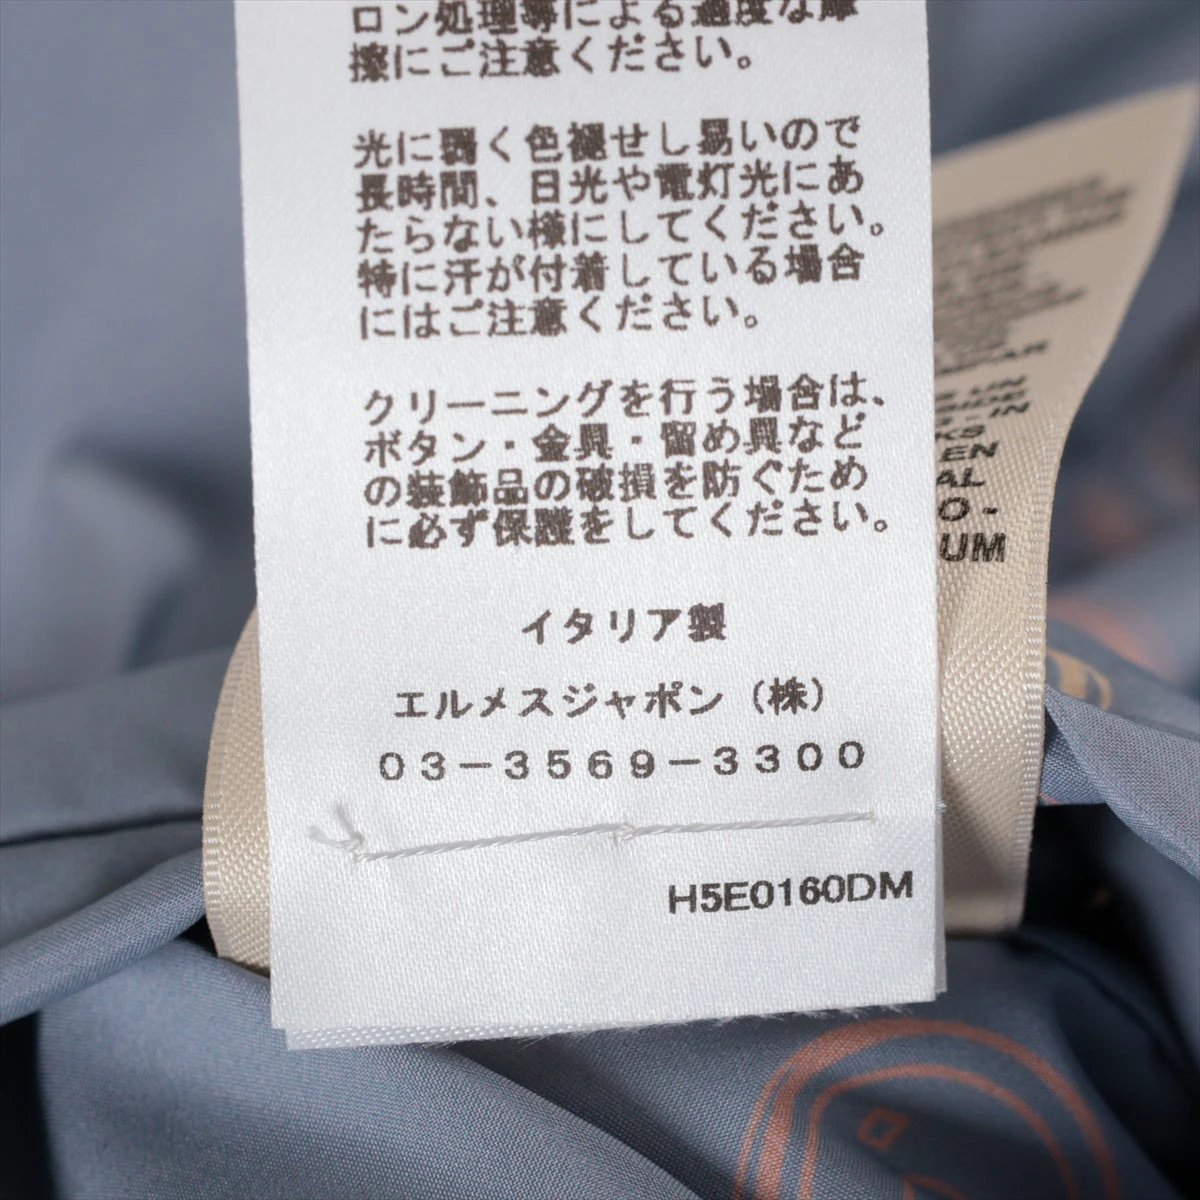 ロン処理等による過度な摩
擦にご注意ください。
光に弱く色褪せし易いので
長時間、日光や電灯光にあ
たらない様にしてください。
特に汗が付着している場合
にはご注意ください。
クリーニングを行う場合は、
ボタン・金具・留め具など
の装飾品の破損を防ぐため
に必ず保護をしてください。
イタリア製
エルメスジャポン（株）
03-3569-3300
H5E0160DM
UN
SIDE
- IN
KS
EN
AL
O -
UM